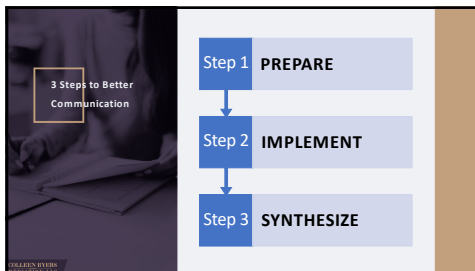 3 Steps to Better
Communication
Step 1
PREPARE
Step 2
IMPLEMENT
Step 3
SYNTHESIZE
COLLEEN BYERS